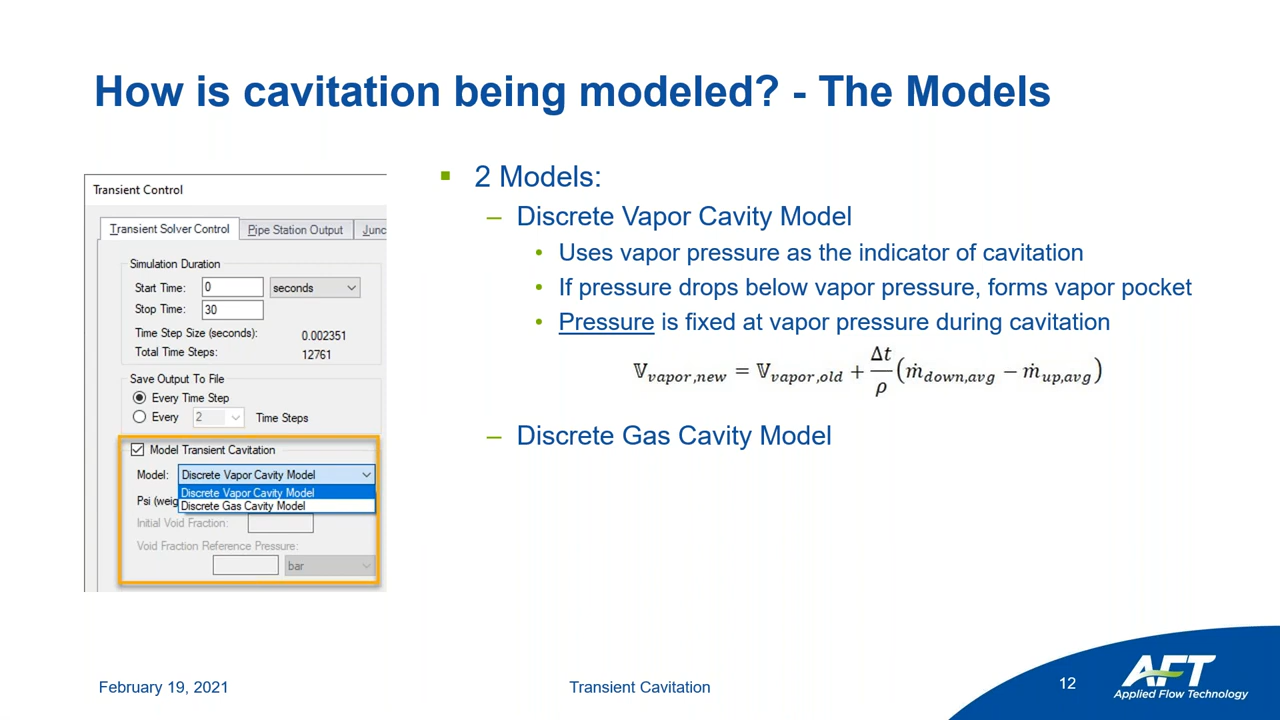 How is cavitation being modeled? - The Models
Transient Control
Transient Solver Control
Pipe Station Output
Junc
Simulation Duration
Start Time: 0 seconds
Stop Time: 30
Time Step Size (seconds): 0.002351
Total Time Steps: 12761
Save Output To File
Every Time Step
Every 2 Time Steps
Model Transient Cavitation
Model: Discrete Vapor Cavity Model
Discrete Vapor Cavity Model
Psi (weig
Discrete Gas Cavity Model
Initial Void Fraction:
Void Fraction Reference Pressure:
bar
▪ 2 Models:
– Discrete Vapor Cavity Model
• Uses vapor pressure as the indicator of cavitation
• If pressure drops below vapor pressure, forms vapor pocket
• Pressure is fixed at vapor pressure during cavitation
𝕍vapor,new = 𝕍vapor,old + Δt/ρ (ṁdown,avg − ṁup,avg)
– Discrete Gas Cavity Model
February 19, 2021
Transient Cavitation
12
AFT
Applied Flow Technology